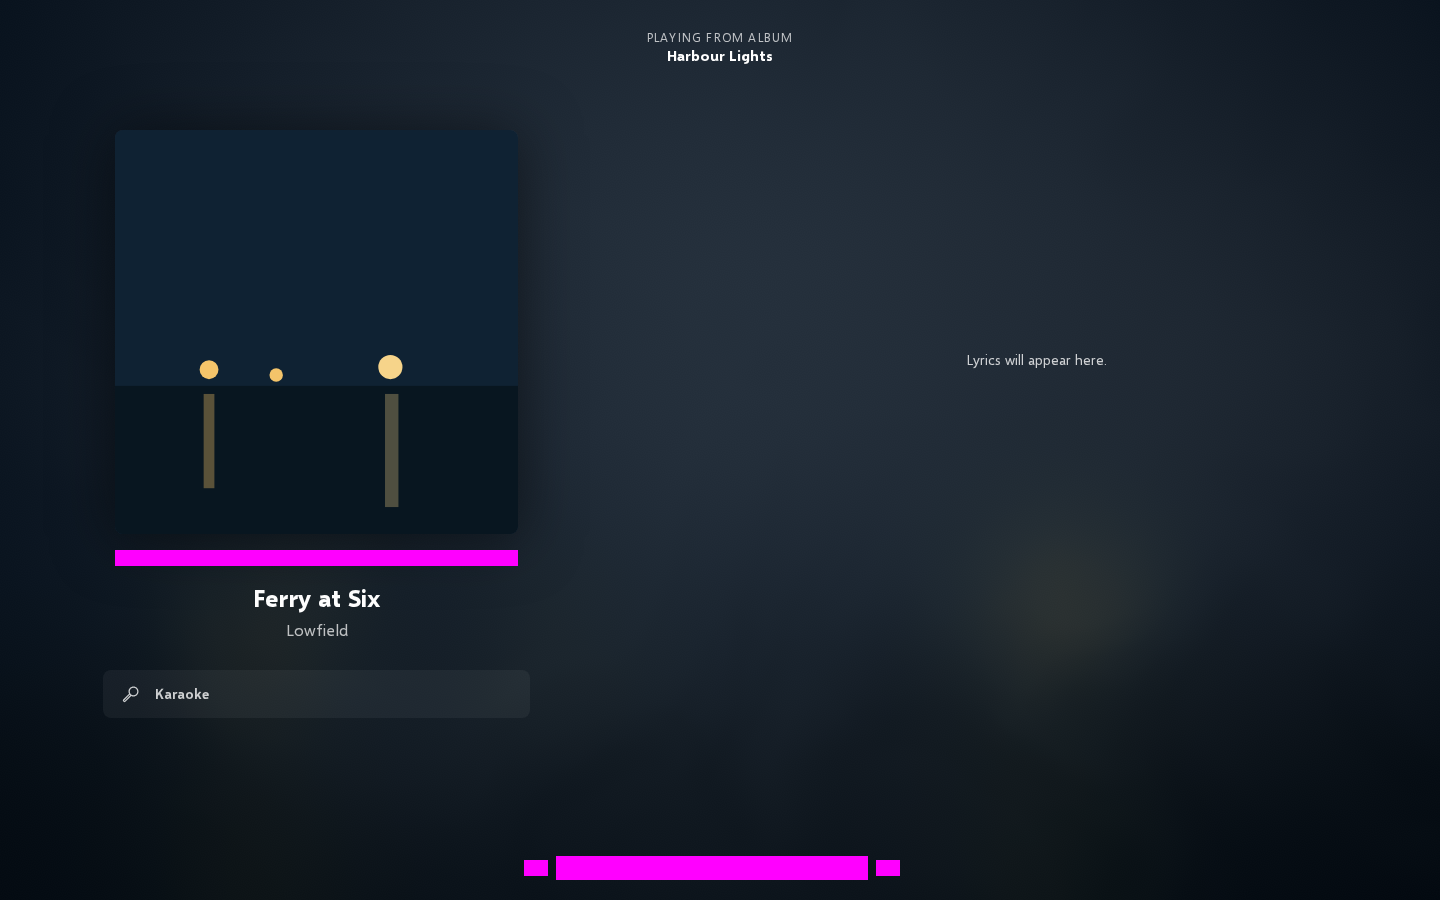 PLAYING FROM ALBUM
Harbour Lights
Lyrics will appear here.
Ferry at Six
Lowfield
Karaoke